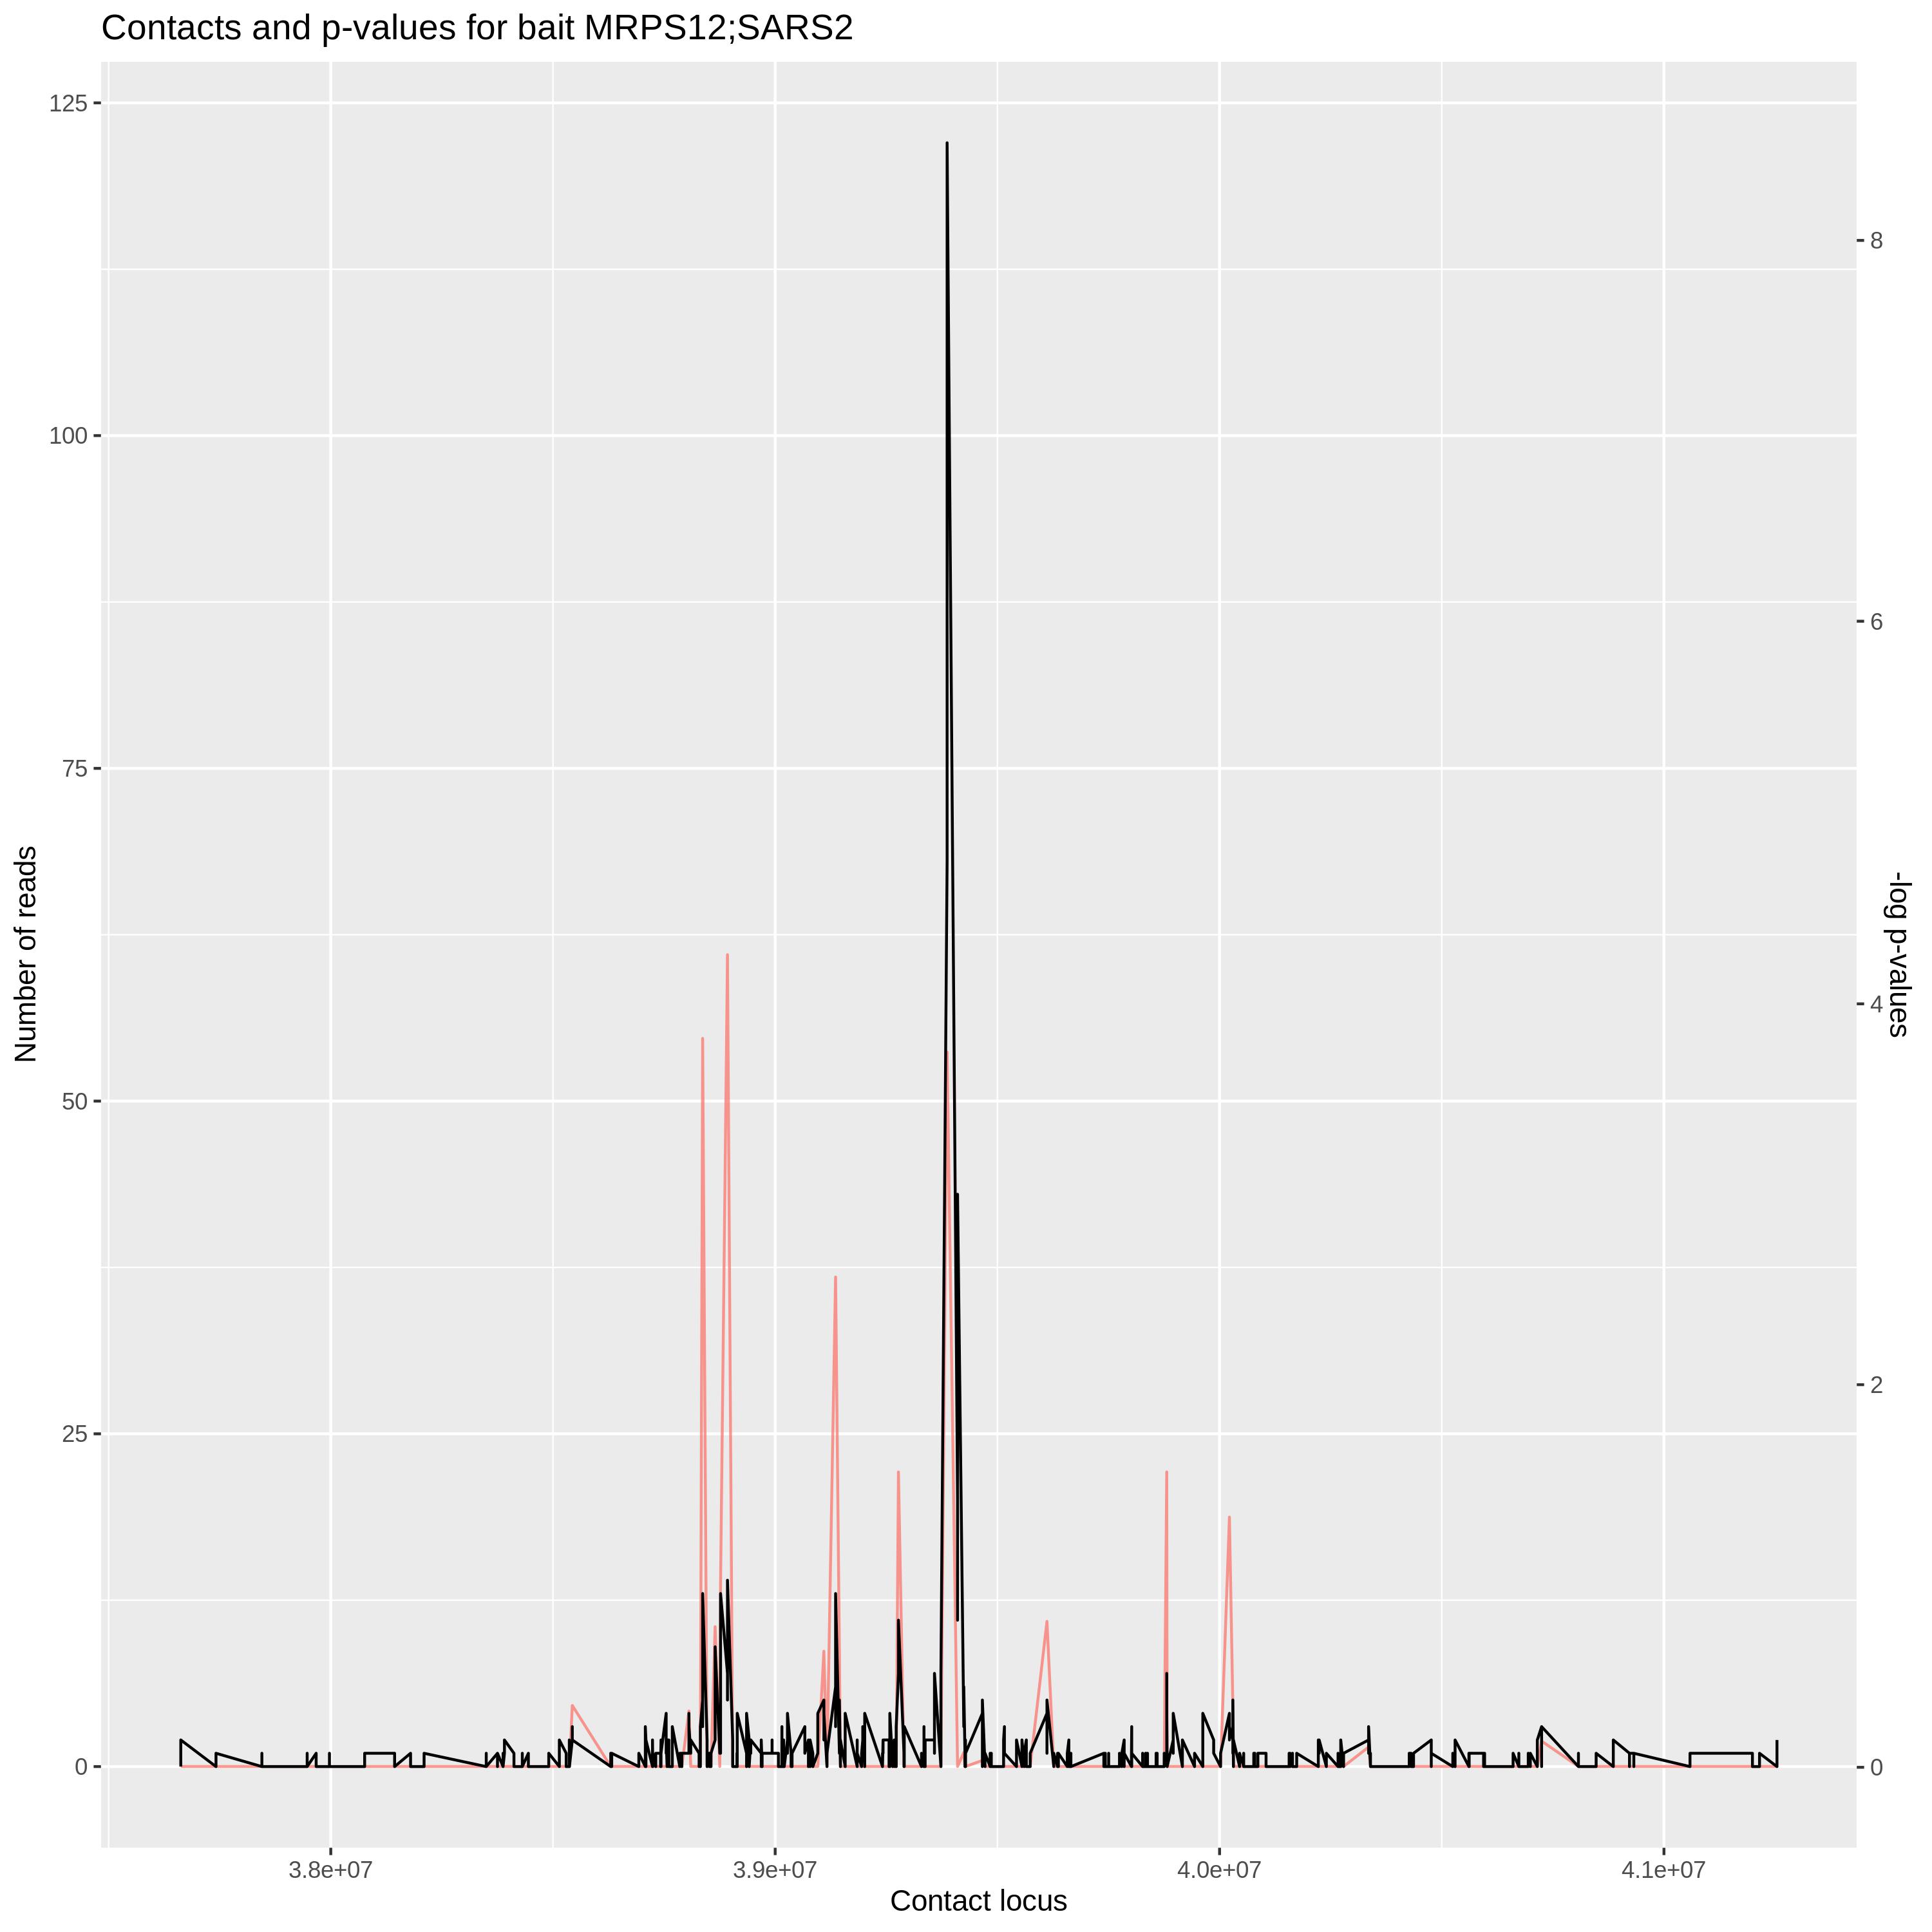 Contacts and p-values for bait MRPS12;SARS2
125
100
75
50
25
0
Number of reads
8
6
4
2
0
-log p-values
3.8e+07
3.9e+07
4.0e+07
4.1e+07
Contact locus